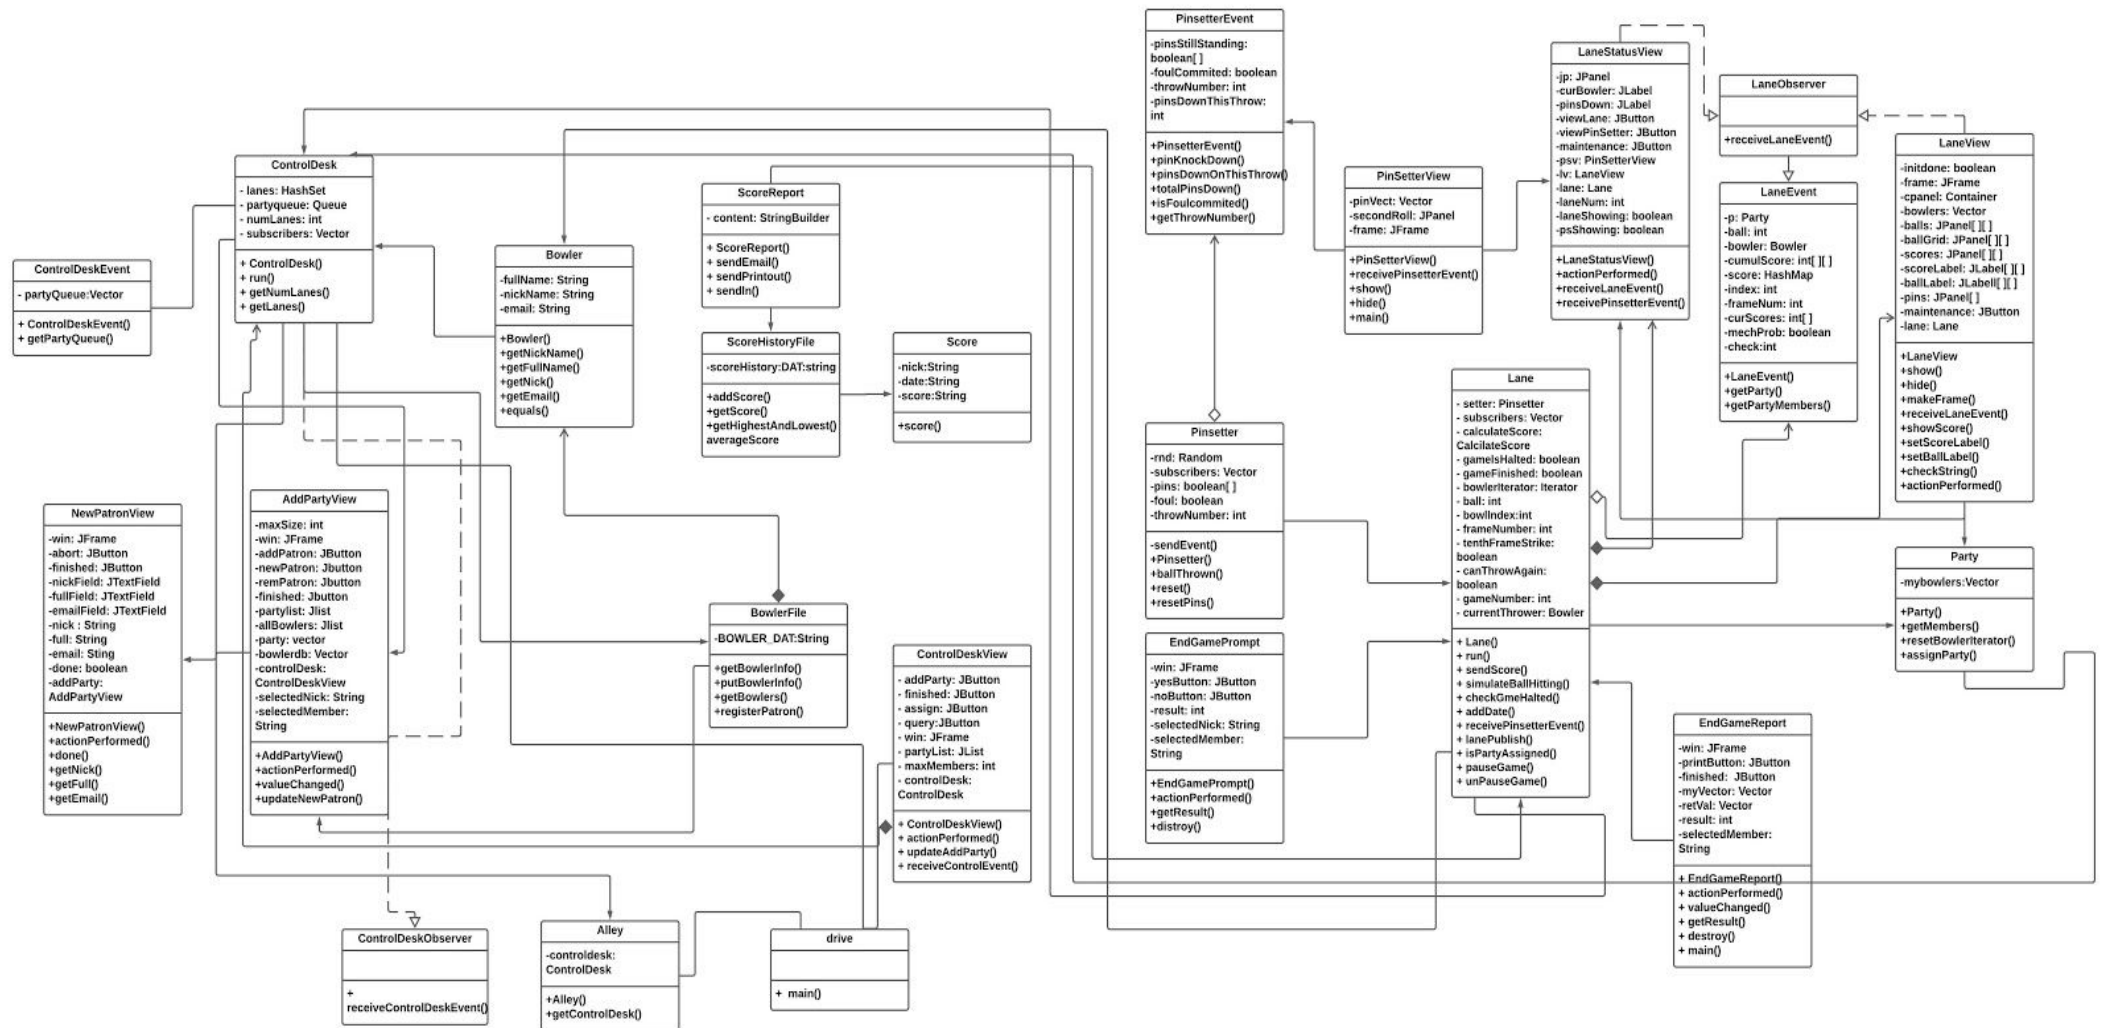 PinsetterEvent
-pinsStillStanding:
boolean[ ]
-foulCommited: boolean
-throwNumber: int
-pinsDownThisThrow:
int
+PinsetterEvent()
+pinKnockDown()
+pinsDownOnThisThrow()
+totalPinsDown()
+isFoulcommited()
+getThrowNumber()
LaneStatusView
-jp: JPanel
-curBowler: JLabel
-pinsDown: JLabel
-viewLane: JButton
-viewPinSetter: JButton
-maintenance: JButton
-psv: PinSetterView
-lv: LaneView
-lane: Lane
-laneNum: int
-laneShowing: boolean
-psShowing: boolean
+LaneStatusView()
+actionPerformed()
+receiveLaneEvent()
+receivePinsetterEvent()
LaneObserver
+receiveLaneEvent()
LaneView
-initdone: boolean
-frame: JFrame
-cpanel: Container
-bowlers: Vector
-balls: JPanel[ ][ ]
-ballGrid: JPanel[ ][ ]
-scores: JPanel[ ][ ]
-scoreLabel: JLabel[ ][ ]
-ballLabel: JLabell[ ][ ]
-pins: JPanel[ ]
-maintenance: JButton
-lane: Lane
+LaneView
+show()
+hide()
+makeFrame()
+receiveLaneEvent()
+showScore()
+setScoreLabel()
+setBallLabel()
+checkString()
+actionPerformed()
ControlDesk
- lanes: HashSet
- partyqueue: Queue
- numLanes: int
- subscribers: Vector
+ ControlDesk()
+ run()
+ getNumLanes()
+ getLanes()
ScoreReport
- content: StringBuilder
+ ScoreReport()
+ sendEmail()
+ sendPrintout()
+ sendIn()
PinSetterView
-pinVect: Vector
-secondRoll: JPanel
-frame: JFrame
+PinSetterView()
+receivePinsetterEvent()
+show()
+hide()
+main()
LaneEvent
-p: Party
-ball: int
-bowler: Bowler
-cumulScore: int[ ][ ]
-score: HashMap
-index: int
-frameNum: int
-curScores: int[ ]
-mechProb: boolean
-check:int
+LaneEvent()
+getParty()
+getPartyMembers()
ControlDeskEvent
- partyQueue:Vector
+ ControlDeskEvent()
+ getPartyQueue()
Bowler
-fullName: String
-nickName: String
-email: String
+Bowler()
+getNickName()
+getFullName()
+getNick()
+getEmail()
+equals()
ScoreHistoryFile
-scoreHistory:DAT:string
+addScore()
+getScore()
+getHighestAndLowest()
averageScore
Score
-nick:String
-date:String
-score:String
+score()
Lane
- setter: Pinsetter
- subscribers: Vector
- calculateScore:
CalcilateScore
- gameIsHalted: boolean
- gameFinished: boolean
- bowlerIterator: Iterator
- ball: int
- bowlIndex:int
- frameNumber: int
- tenthFrameStrike:
boolean
- canThrowAgain:
boolean
- gameNumber: int
- currentThrower: Bowler
+ Lane()
+ run()
+ sendScore()
+ simulateBallHitting()
+ checkGmeHalted()
+ addDate()
+ receivePinsetterEvent()
+ lanePublish()
+ isPartyAssigned()
+ pauseGame()
+ unPauseGame()
Pinsetter
-rnd: Random
-subscribers: Vector
-pins: boolean[ ]
-foul: boolean
-throwNumber: int
-sendEvent()
+Pinsetter()
+ballThrown()
+reset()
+resetPins()
NewPatronView
-win: JFrame
-abort: JButton
-finished: JButton
-nickField: JTextField
-fullField: JTextField
-emailField: JTextField
-nick : String
-full: String
-email: Sting
-done: boolean
-addParty:
AddPartyView
+NewPatronView()
+actionPerformed()
+done()
+getNick()
+getFull()
+getEmail()
AddPartyView
-maxSize: int
-win: JFrame
-addPatron: JButton
-newPatron: Jbutton
-remPatron: Jbutton
-finished: Jbutton
-partylist: Jlist
-allBowlers: Jlist
-party: vector
-bowlerdb: Vector
-controlDesk:
ControlDeskView
-selectedNick: String
-selectedMember:
String
+AddPartyView()
+actionPerformed()
+valueChanged()
+updateNewPatron()
BowlerFile
-BOWLER_DAT:String
+getBowlerInfo()
+putBowlerInfo()
+getBowlers()
+registerPatron()
ControlDeskView
- addParty: JButton
- finished: JButton
- assign: JButton
- query:JButton
- win: JFrame
- partyList: JList
- maxMembers: int
- controlDesk:
ControlDesk
+ ControlDeskView()
+ actionPerformed()
+ updateAddParty()
+ receiveControlEvent()
EndGamePrompt
-win: JFrame
-yesButton: JButton
-noButton: JButton
-result: int
-selectedNick: String
-selectedMember:
String
+EndGamePrompt()
+actionPerformed()
+getResult()
+distroy()
Party
-mybowlers:Vector
+Party()
+getMembers()
+resetBowlerIterator()
+assignParty()
EndGameReport
-win: JFrame
-printButton: JButton
-finished: JButton
-myVector: Vector
-retVal: Vector
-result: int
-selectedMember:
String
+ EndGameReport()
+ actionPerformed()
+ valueChanged()
+ getResult()
+ destroy()
+ main()
ControlDeskObserver
+
receiveControlDeskEvent()
Alley
-controldesk:
ControlDesk
+Alley()
+getControlDesk()
drive
+ main()